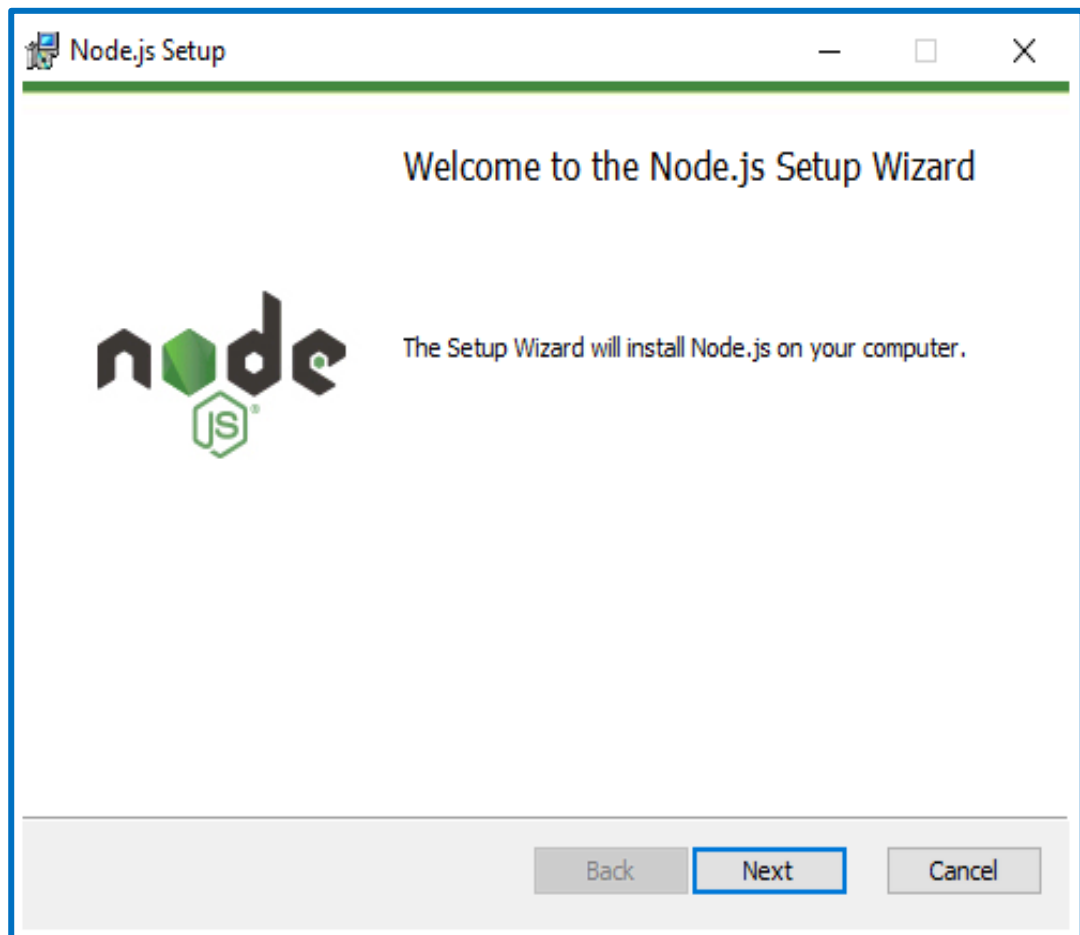 Node.js Setup
Welcome to the Node.js Setup Wizard
node
JS®
The Setup Wizard will install Node.js on your computer.
Back Next Cancel